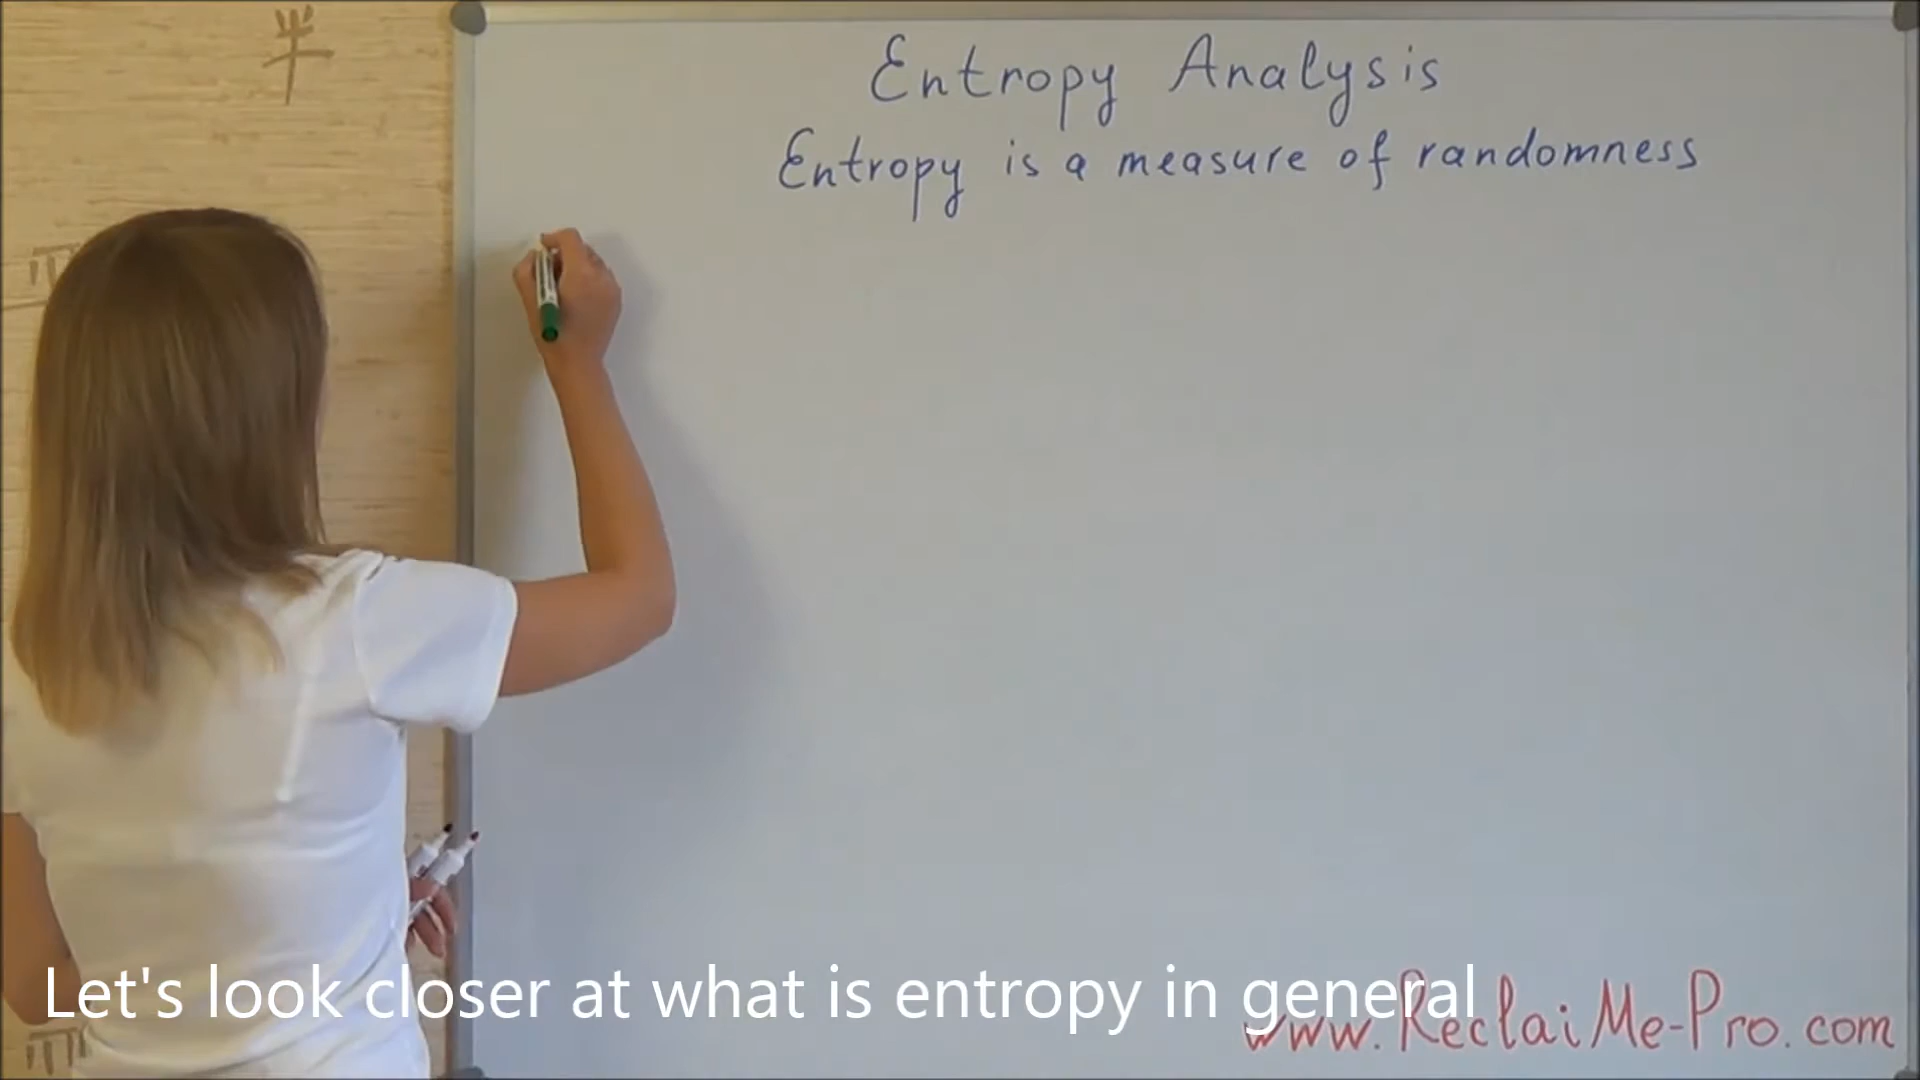 半
Entropy Analysis
Entropy is a measure of randomness
Let's look closer at what is entropy in general
www.ReclaiMe-Pro.com